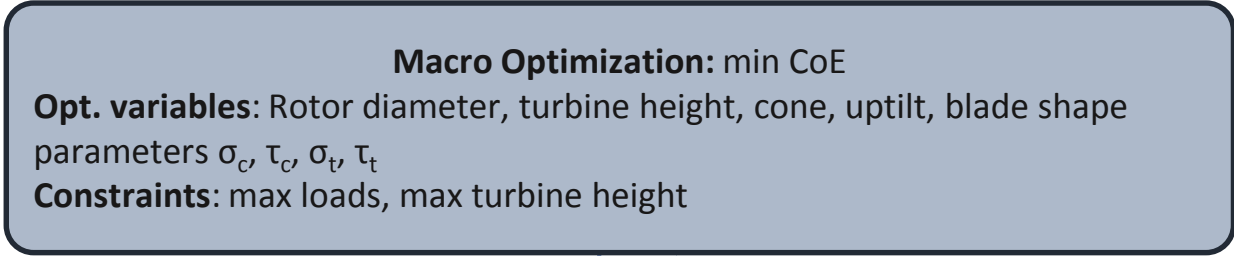 Macro Optimization: min CoE
Opt. variables: Rotor diameter, turbine height, cone, uptilt, blade shape
parameters σc, τc, σt, τt
Constraints: max loads, max turbine height